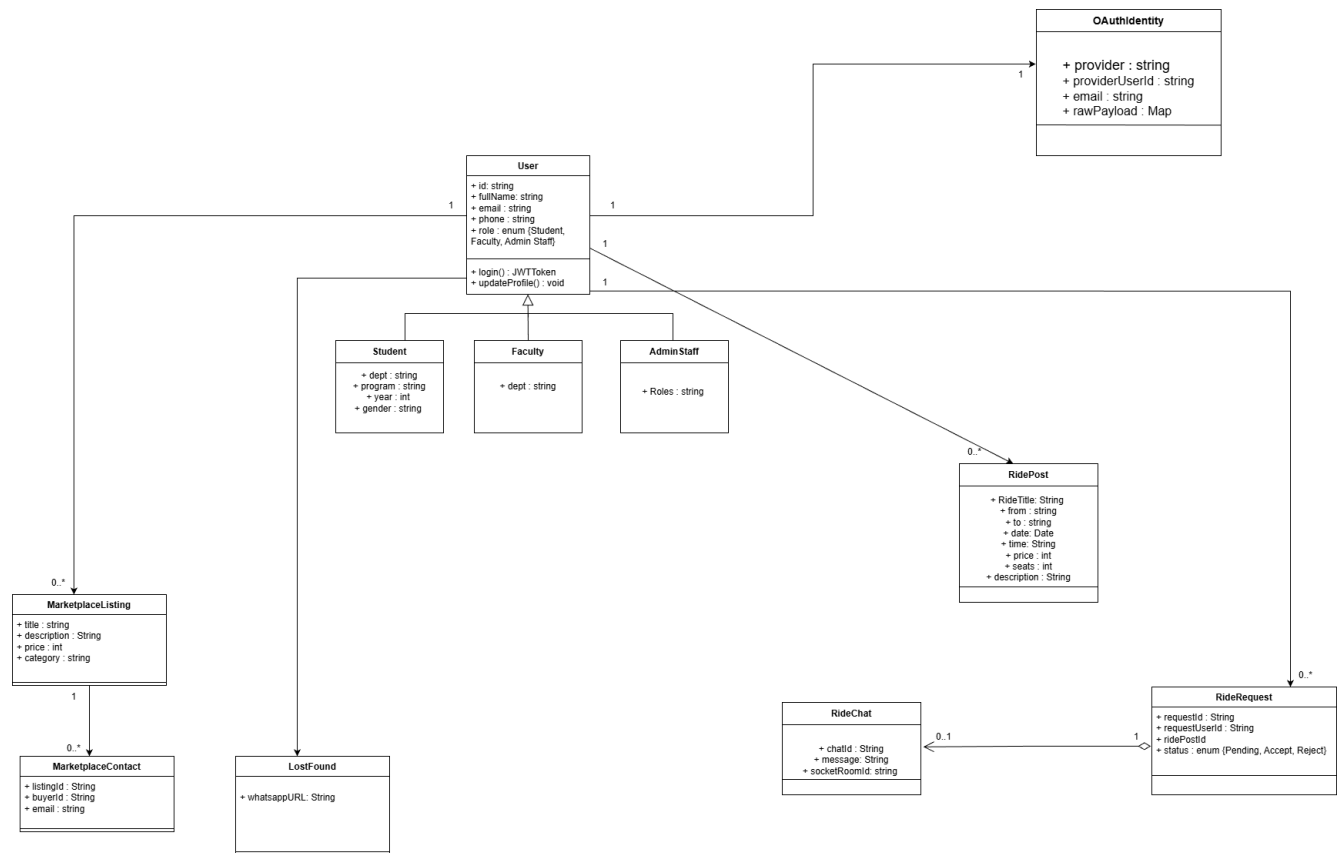 OAuthIdentity
+ provider : string
+ providerUserId : string
+ email : string
+ rawPayload : Map
1
User
+ id: string
+ fullName: string
+ email : string
+ phone : string
+ role : enum {Student,
Faculty, Admin Staff}
+ login() : JWTToken
+ updateProfile() : void
1
1
1
1
Student
+ dept : string
+ program : string
+ year : int
+ gender : string
Faculty
+ dept : string
AdminStaff
+ Roles : string
0..*
RidePost
+ RideTitle: String
+ from : string
+ to : string
+ date: Date
+ time: String
+ price : int
+ seats : int
+ description : String
0..*
MarketplaceListing
+ title : string
+ description : String
+ price : int
+ category : string
1
0..*
MarketplaceContact
+ listingId : String
+ buyerId : String
+ email : string
LostFound
+ whatsappURL: String
RideChat
+ chatId : String
+ message: String
+ socketRoomId: string
0..1
1
0..*
RideRequest
+ requestId : String
+ requestUserId : String
+ ridePostId
+ status : enum {Pending, Accept, Reject}